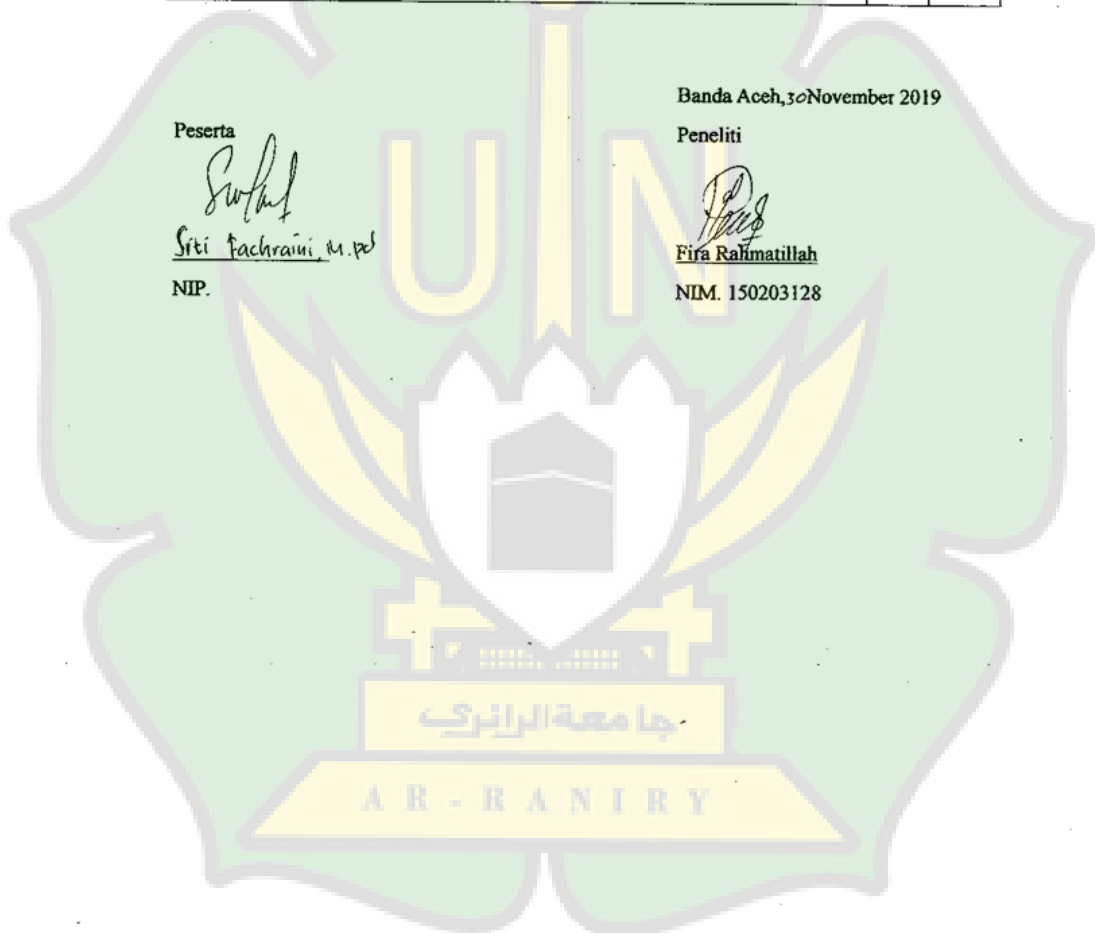 Banda Aceh,30November 2019
Peserta
Peneliti
Siti Fachraini, M.pd
Fira Rahmatillah
NIP.
NIM. 150203128
U I N
جامعة الرانري
AR-RANIRY